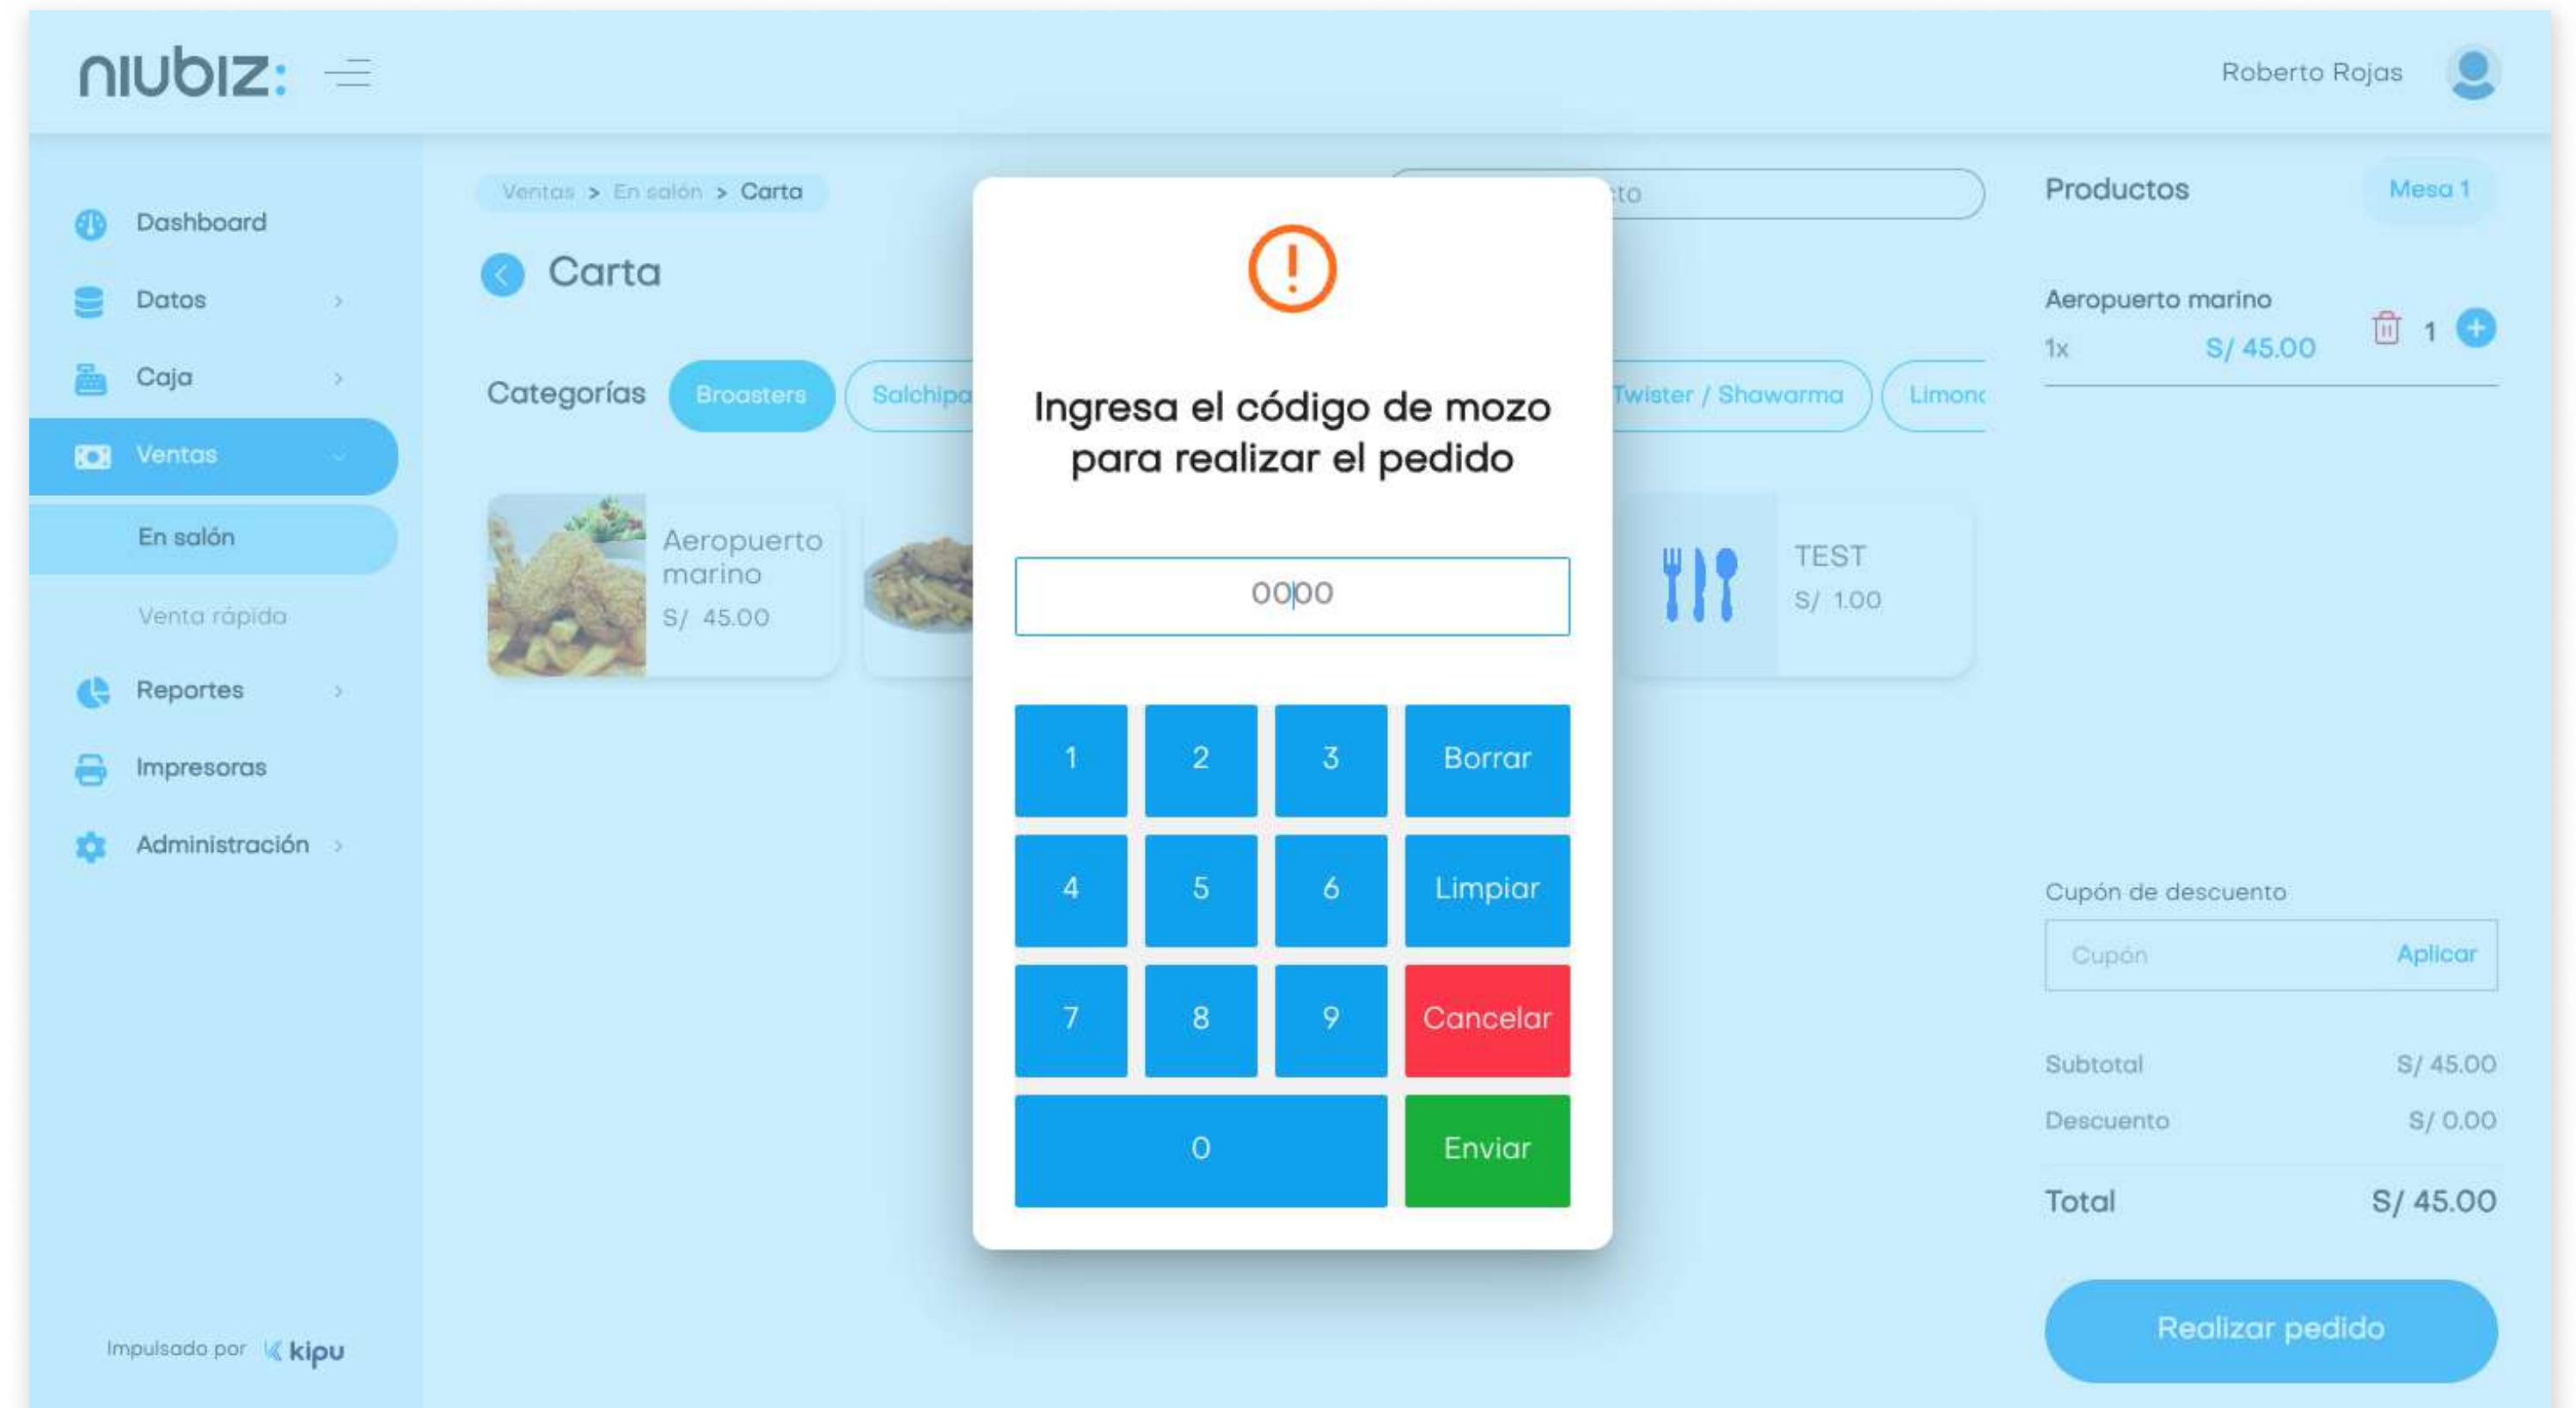 niubiz:
Roberto Rojas
Dashboard
Datos
Caja
Ventas
En salón
Venta rápida
Reportes
Impresoras
Administración
Impulsado por kipu
Ventas > En salón > Carta
Carta
Categorías Broasters Salchipa Twister / Shawarma Limon
Aeropuerto
marino
S/ 45.00
TEST
S/ 1.00
!
Ingresa el código de mozo
para realizar el pedido
0000
1 2 3 Borrar
4 5 6 Limpiar
7 8 9 Cancelar
0 Enviar
Productos Mesa 1
Aeropuerto marino
1x S/ 45.00 1 +
Cupón de descuento
Cupón Aplicar
Subtotal S/ 45.00
Descuento S/ 0.00
Total S/ 45.00
Realizar pedido